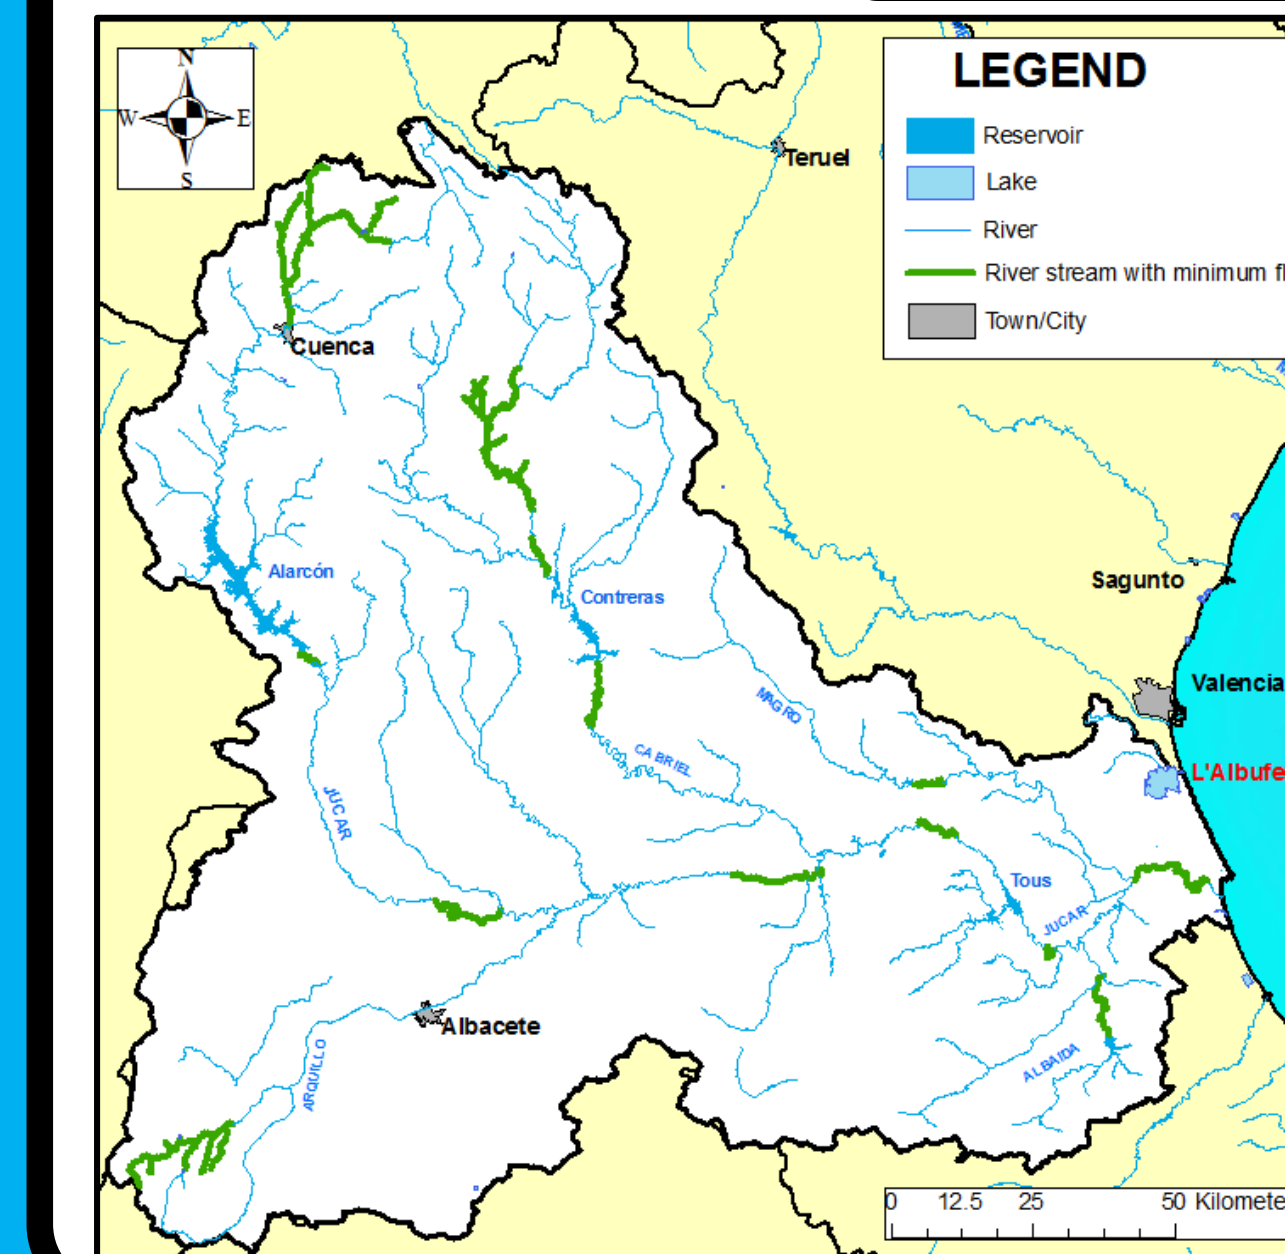 N
W E
S
LEGEND
Reservoir
Lake
River
River stream with minimum fl
Town/City
Teruel
Cuenca
Alarcón
Contreras
Sagunto
Valencia
MAGRO
CABRIEL
L'Albufe
JUCAR
Tous
JUCAR
Albacete
ARQUILLO
ALBAIDA
0 12.5 25 50 Kilomete